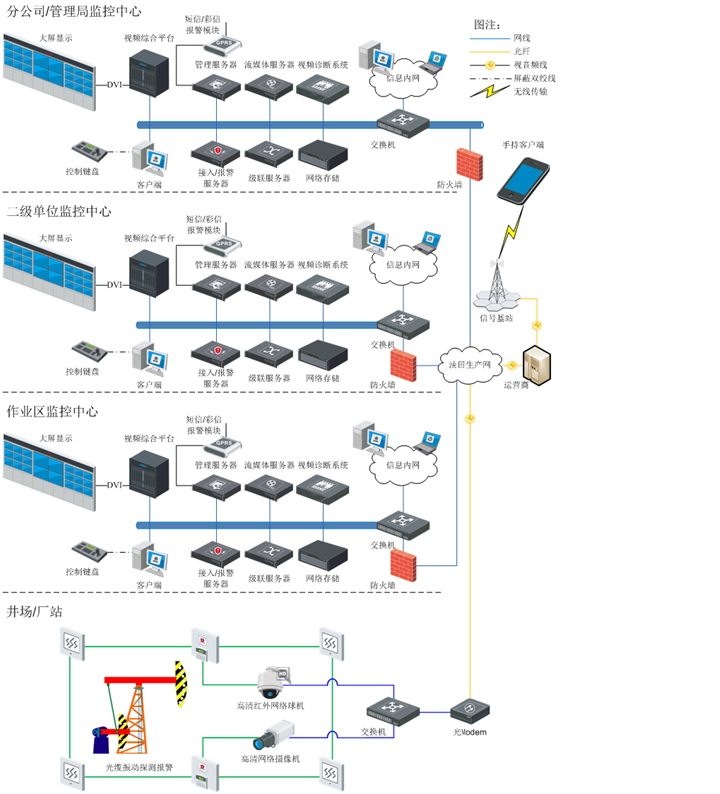 分公司/管理局监控中心
图注：
网线
光纤
视音频线
屏蔽双绞线
无线传输
大屏显示
视频综合平台
短信/彩信
报警模块
GPRS
管理服务器
流媒体服务器
视频诊断系统
信息内网
DVI
交换机
控制键盘
客户端
接入/报警
服务器
级联服务器
网络存储
防火墙
手持客户端
二级单位监控中心
大屏显示
视频综合平台
短信/彩信
报警模块
GPRS
管理服务器
流媒体服务器
视频诊断系统
信息内网
DVI
交换机
控制键盘
客户端
接入/报警
服务器
级联服务器
网络存储
防火墙
信号基站
油田生产网
运营商
作业区监控中心
大屏显示
视频综合平台
短信/彩信
报警模块
GPRS
管理服务器
流媒体服务器
视频诊断系统
信息内网
DVI
交换机
控制键盘
客户端
接入/报警
服务器
级联服务器
网络存储
防火墙
井场/厂站
高清红外网络球机
交换机
光Modem
高清网络摄像机
光缆振动探测报警